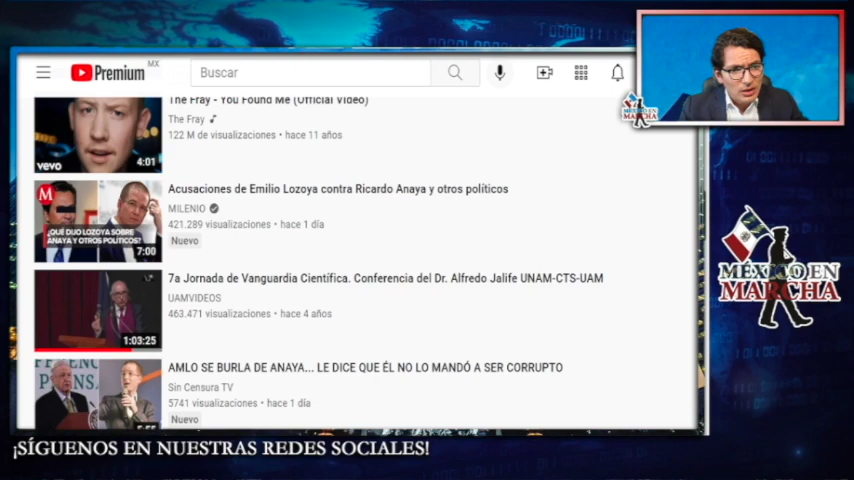 MX
Premium
Buscar
The Fray - You Found Me (Official Video)
The Fray
122 M de visualizaciones • hace 11 años
vevo
4:01
Acusaciones de Emilio Lozoya contra Ricardo Anaya y otros políticos
MILENIO
421.289 visualizaciones • hace 1 día
Nuevo
M
¿QUÉ DIJO LOZOYA SOBRE
ANAYA Y OTROS POLÍTICOS?
7:00
7a Jornada de Vanguardia Científica. Conferencia del Dr. Alfredo Jalife UNAM-CTS-UAM
UAMVIDEOS
463.471 visualizaciones • hace 4 años
1:03:25
AMLO SE BURLA DE ANAYA... LE DICE QUE ÉL NO LO MANDÓ A SER CORRUPTO
Sin Censura TV
5741 visualizaciones • hace 1 día
Nuevo
MÉXICO EN
MARCHA
MÉXICO EN
MARCHA
¡SÍGUENOS EN NUESTRAS REDES SOCIALES!